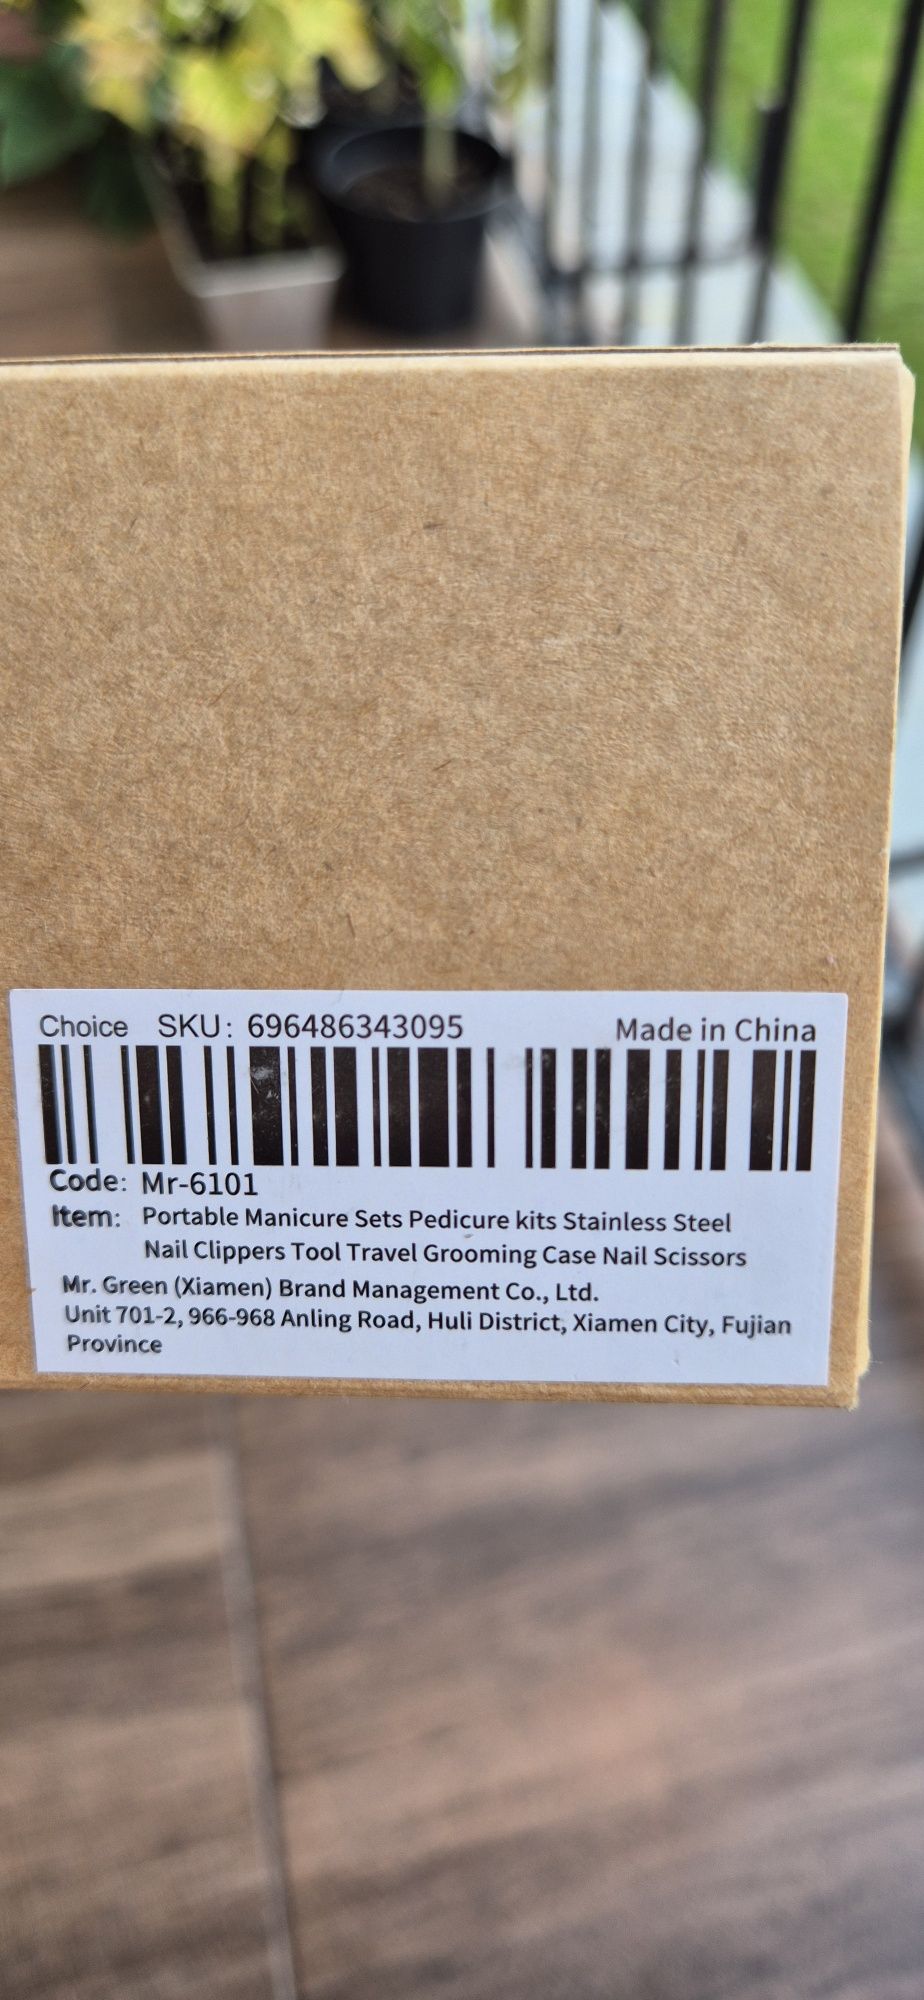 Choice SKU: 696486343095 Made in China
Code: Mr-6101
Item: Portable Manicure Sets Pedicure kits Stainless Steel
Nail Clippers Tool Travel Grooming Case Nail Scissors
Mr. Green (Xiamen) Brand Management Co., Ltd.
Unit 701-2, 966-968 Anling Road, Huli District, Xiamen City, Fujian
Province